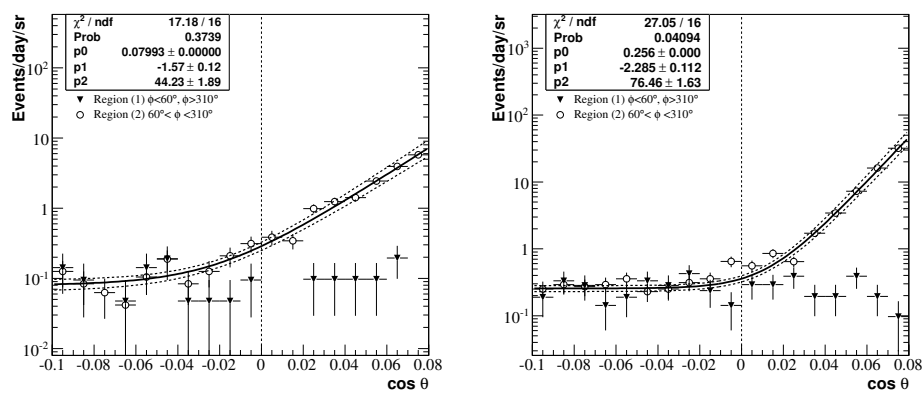 χ² / ndf 17.18 / 16
Prob 0.3739
p0 0.07993 ± 0.00000
p1 -1.57 ± 0.12
p2 44.23 ± 1.89
Region (1) ϕ<60°, ϕ>310°
Region (2) 60°< ϕ <310°
Events/day/sr
10²
10
1
10⁻¹
10⁻²
-0.1 -0.08 -0.06 -0.04 -0.02 0 0.02 0.04 0.06 0.08
cos θ
χ² / ndf 27.05 / 16
Prob 0.04094
p0 0.256 ± 0.000
p1 -2.285 ± 0.112
p2 76.46 ± 1.63
Region (1) ϕ<60°, ϕ>310°
Region (2) 60°< ϕ <310°
Events/day/sr
10³
10²
10
1
10⁻¹
-0.1 -0.08 -0.06 -0.04 -0.02 0 0.02 0.04 0.06 0.08
cos θ